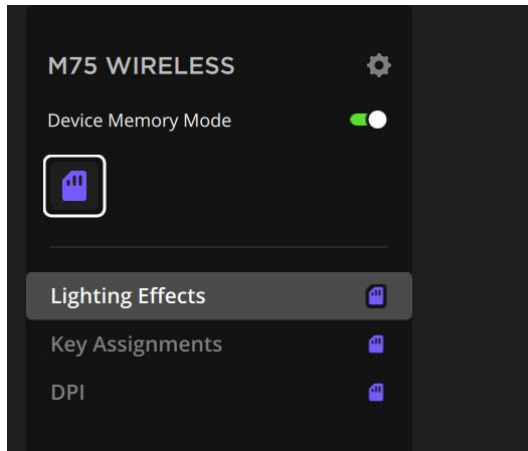 M75 WIRELESS
Device Memory Mode
Lighting Effects
Key Assignments
DPI